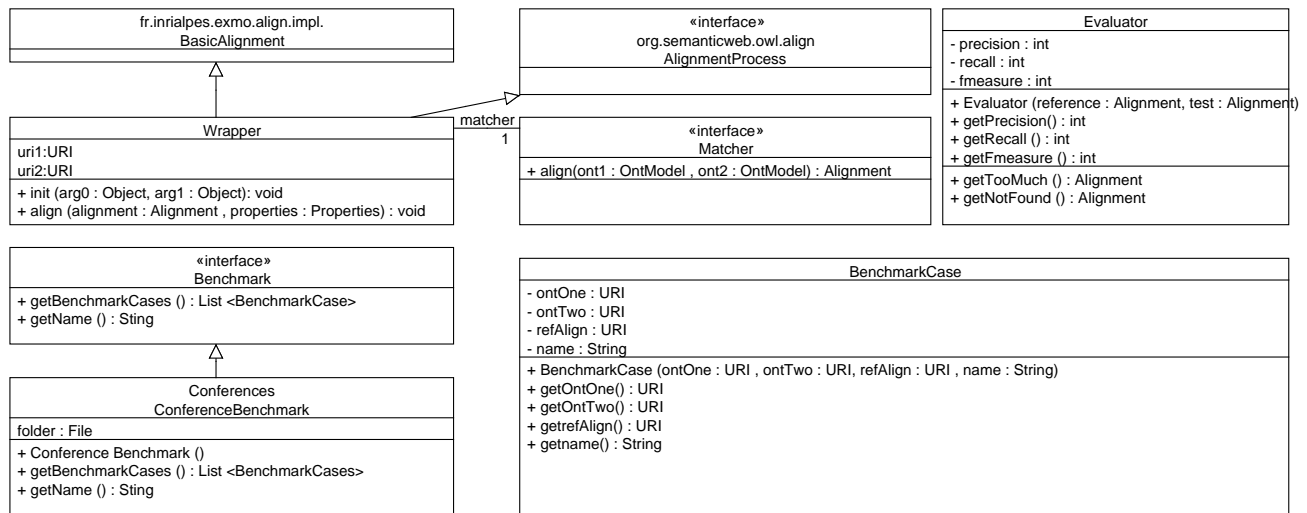 fr.inrialpes.exmo.align.impl.
BasicAlignment
«interface»
org.semanticweb.owl.align
AlignmentProcess
Evaluator
- precision : int
- recall : int
- fmeasure : int
+ Evaluator (reference : Alignment, test : Alignment)
+ getPrecision() : int
+ getRecall () : int
+ getFmeasure () : int
+ getTooMuch () : Alignment
+ getNotFound () : Alignment
Wrapper
uri1:URI
uri2:URI
+ init (arg0 : Object, arg1 : Object): void
+ align (alignment : Alignment , properties : Properties) : void
matcher
1
«interface»
Matcher
+ align(ont1 : OntModel , ont2 : OntModel) : Alignment
«interface»
Benchmark
+ getBenchmarkCases () : List <BenchmarkCase>
+ getName () : Sting
Conferences
ConferenceBenchmark
folder : File
+ Conference Benchmark ()
+ getBenchmarkCases () : List <BenchmarkCases>
+ getName () : Sting
BenchmarkCase
- ontOne : URI
- ontTwo : URI
- refAlign : URI
- name : String
+ BenchmarkCase (ontOne : URI , ontTwo : URI, refAlign : URI , name : String)
+ getOntOne() : URI
+ getOntTwo() : URI
+ getrefAlign() : URI
+ getname() : String